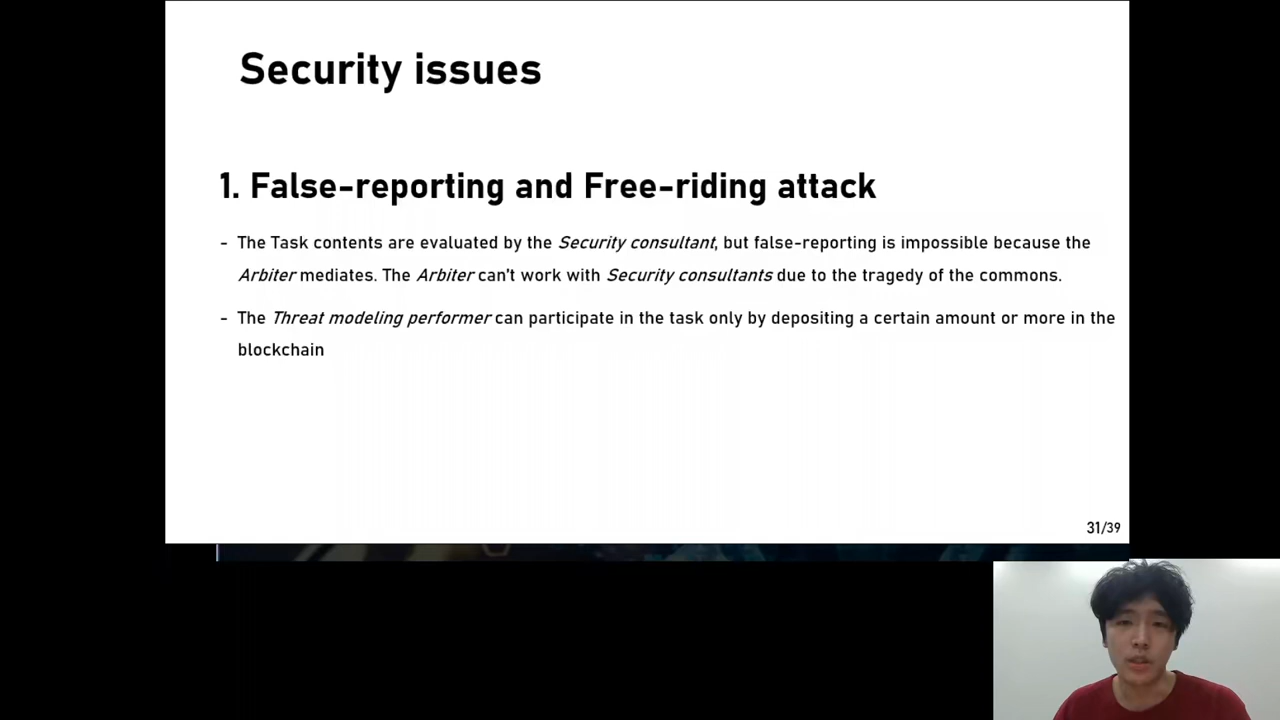 Security issues
1. False-reporting and Free-riding attack
- The Task contents are evaluated by the Security consultant, but false-reporting is impossible because the
Arbiter mediates. The Arbiter can't work with Security consultants due to the tragedy of the commons.
- The Threat modeling performer can participate in the task only by depositing a certain amount or more in the
blockchain
31/39